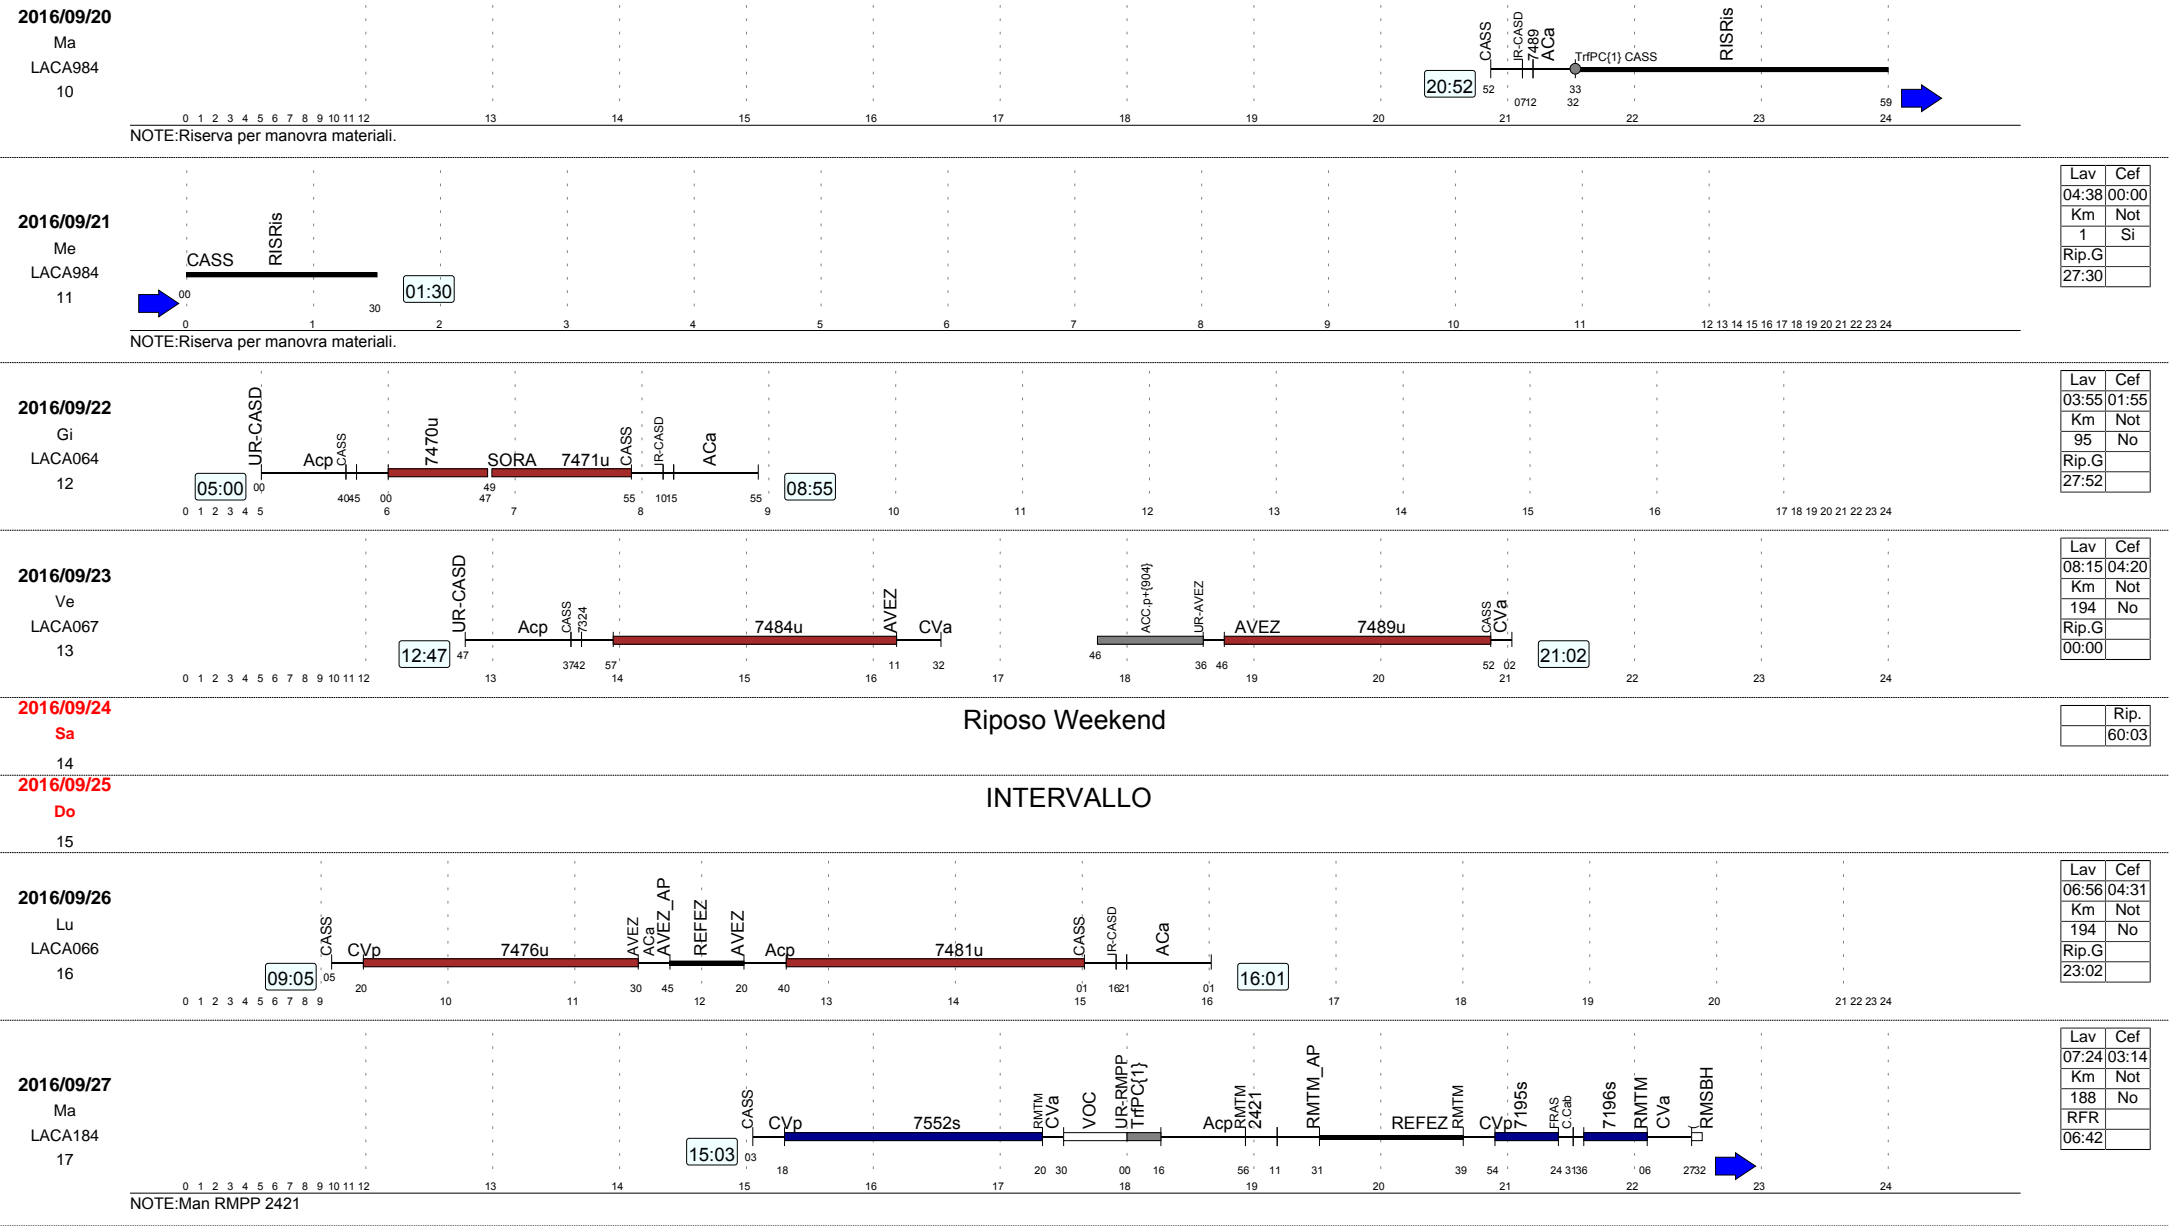 2016/09/20
Ma
LACA984
10
20:52
CASS
IR-CASD
7489
ACa
TrfPC{1} CASS
RISRis
52
0712
33
32
59
0 1 2 3 4 5 6 7 8 9 10 11 12 13 14 15 16 17 18 19 20 21 22 23 24
NOTE:Riserva per manovra materiali.
2016/09/21
Me
LACA984
11
CASS
RISRis
00
30
01:30
0 1 2 3 4 5 6 7 8 9 10 11 12 13 14 15 16 17 18 19 20 21 22 23 24
NOTE:Riserva per manovra materiali.
Lav Cef
04:38 00:00
Km Not
1 Si
Rip.G
27:30
2016/09/22
Gi
LACA064
12
05:00
UR-CASD
Acp
CASS
7470u
SORA
7471u
CASS
IR-CASD
ACa
00
4045
00
49
47
55
1015
55
08:55
0 1 2 3 4 5 6 7 8 9 10 11 12 13 14 15 16 17 18 19 20 21 22 23 24
Lav Cef
03:55 01:55
Km Not
95 No
Rip.G
27:52
2016/09/23
Ve
LACA067
13
12:47
UR-CASD
Acp
CASS
7324
7484u
AVEZ
CVa
ACC.p+{904}
UR-AVEZ
AVEZ
7489u
CASS
CVa
47
3742
57
11
32
46
36
46
52
02
21:02
0 1 2 3 4 5 6 7 8 9 10 11 12 13 14 15 16 17 18 19 20 21 22 23 24
Lav Cef
08:15 04:20
Km Not
194 No
Rip.G
00:00
2016/09/24
Sa
14
Riposo Weekend
Rip.
60:03
2016/09/25
Do
15
INTERVALLO
2016/09/26
Lu
LACA066
16
09:05
CASS
CVp
7476u
AVEZ
ACa
AVEZ_AP
REFEZ
AVEZ
Acp
7481u
CASS
IR-CASD
ACa
05
20
30
45
20
40
01
1621
01
16:01
0 1 2 3 4 5 6 7 8 9 10 11 12 13 14 15 16 17 18 19 20 21 22 23 24
Lav Cef
06:56 04:31
Km Not
194 No
Rip.G
23:02
2016/09/27
Ma
LACA184
17
15:03
CASS
CVp
7552s
RMTM
CVa
VOC
UR-RMPP
TrfPC{1}
Acp
RMTM
2421
RMTM_AP
REFEZ
RMTM
CVp
7195s
FRAS
C.Cab
7196s
RMTM
CVa
RMSBH
03
18
20
30
00
16
56
11
31
39
54
24
3136
06
2732
0 1 2 3 4 5 6 7 8 9 10 11 12 13 14 15 16 17 18 19 20 21 22 23 24
NOTE:Man RMPP 2421
Lav Cef
07:24 03:14
Km Not
188 No
RFR
06:42